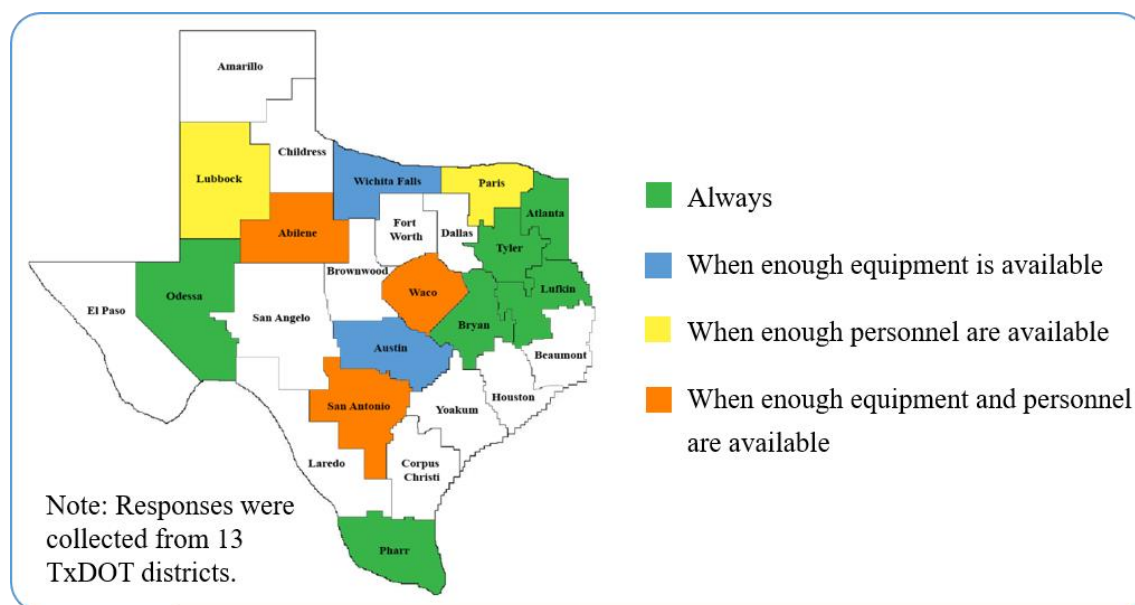 Amarillo
Childress
Lubbock
Wichita Falls
Paris
Atlanta
Abilene
Fort
Worth
Dallas
Tyler
Brownwood
Waco
Lufkin
Odessa
El Paso
San Angelo
Bryan
Austin
Beaumont
Houston
San Antonio
Yoakum
Laredo
Corpus
Christi
Pharr
Always
When enough equipment is available
When enough personnel are available
When enough equipment and personnel
are available
Note: Responses were
collected from 13
TxDOT districts.